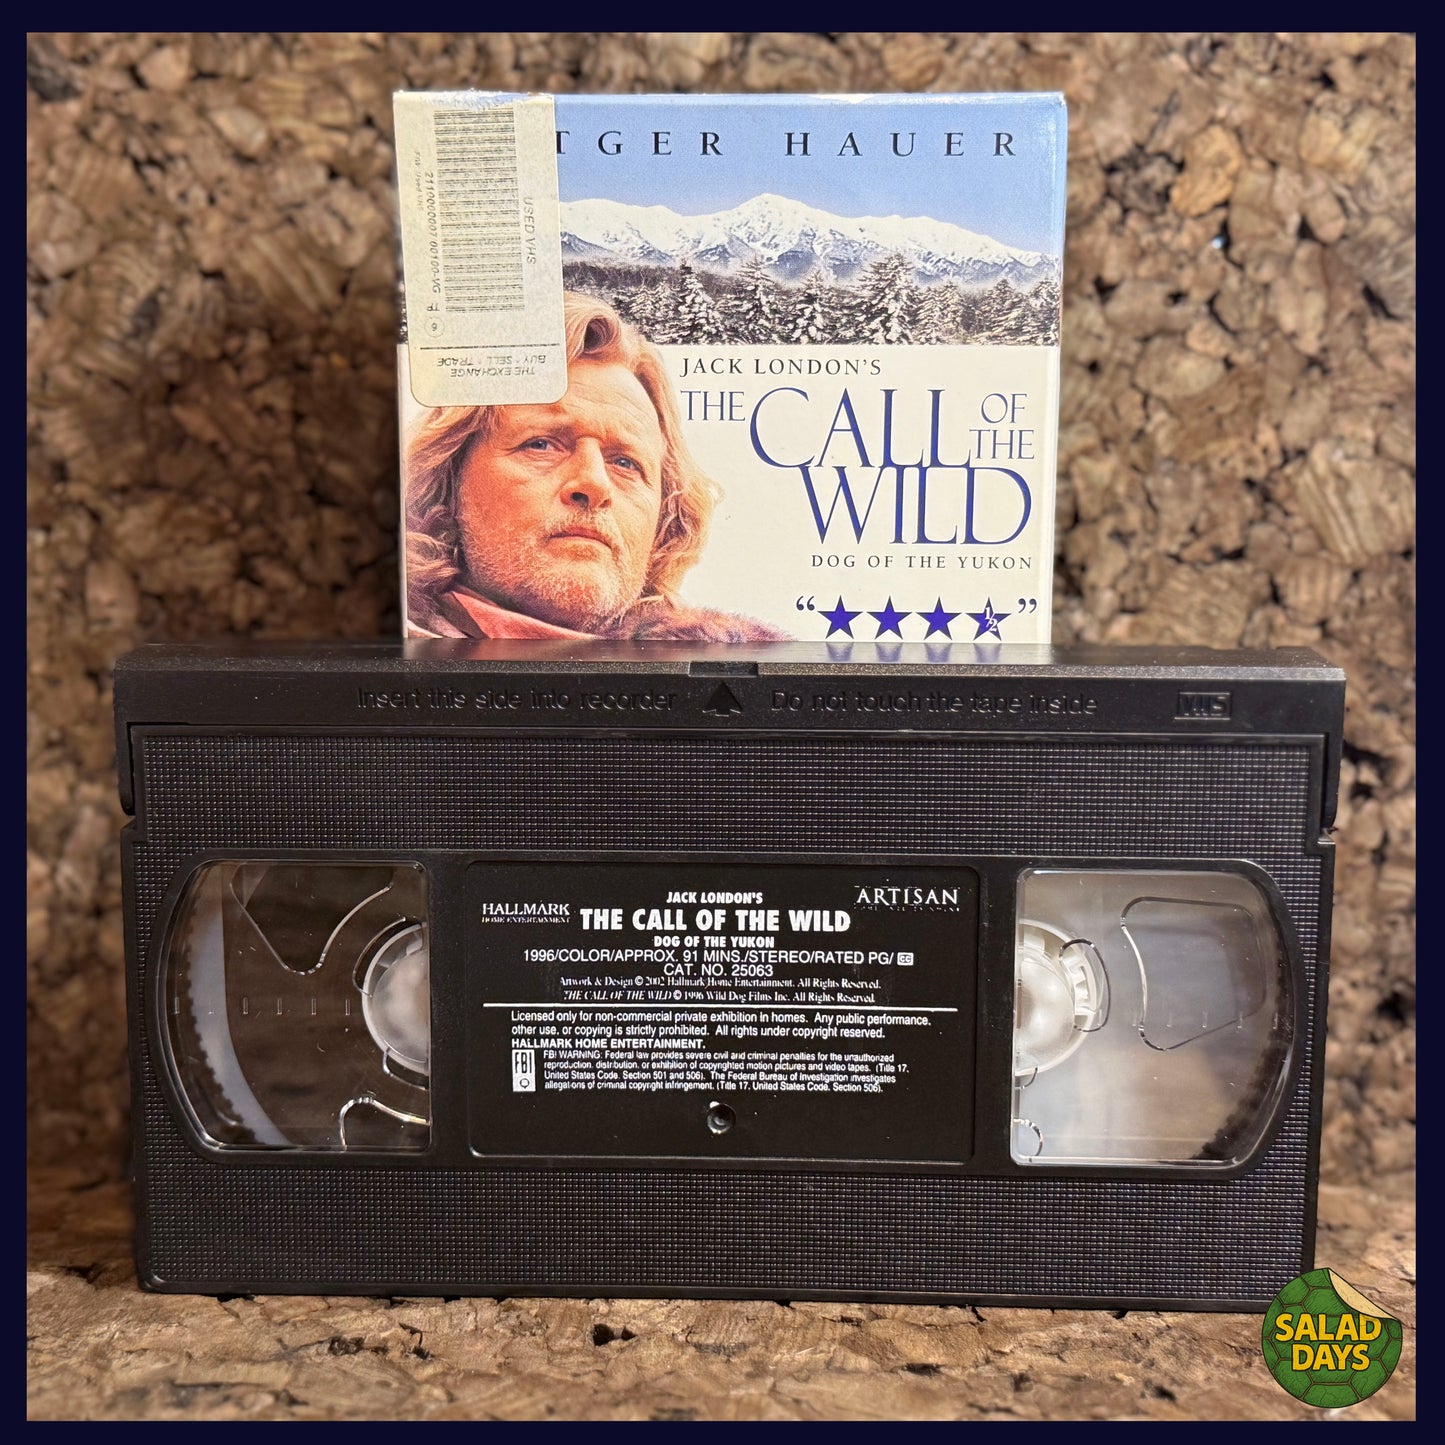 TGER HAUER
USED VHS
211000000700100-VG
6
THE EXCHANGE
BUY * SELL * TRADE
JACK LONDON'S
THE CALL OF THE WILD
DOG OF THE YUKON
“ 1/2 ”
Insert this side into recorder Do not touch the tape inside VHS
JACK LONDON'S
HALLMARK
HOME ENTERTAINMENT
THE CALL OF THE WILD
ARTISAN
DOG OF THE YUKON
1996/COLOR/APPROX. 91 MINS./STEREO/RATED PG/ CC
CAT. NO. 25063
Artwork & Design © 2002 Hallmark Home Entertainment. All Rights Reserved.
THE CALL OF THE WILD © 1996 Wild Dog Films Inc. All Rights Reserved.
Licensed only for non-commercial private exhibition in homes. Any public performance,
other use, or copying is strictly prohibited. All rights under copyright reserved.
HALLMARK HOME ENTERTAINMENT.
FBI
FBI WARNING: Federal law provides severe civil and criminal penalties for the unauthorized
reproduction, distribution, or exhibition of copyrighted motion pictures and video tapes. (Title 17,
United States Code, Section 501 and 506). The Federal Bureau of Investigation investigates
allegations of criminal copyright infringement. (Title 17, United States Code, Section 506).
SALAD
DAYS